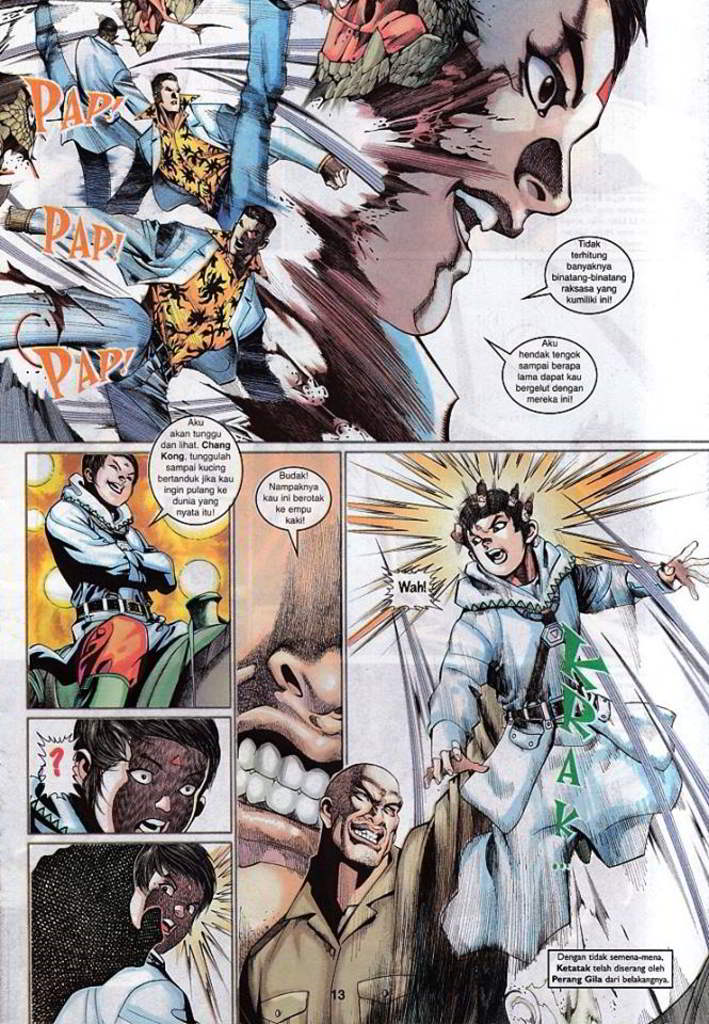 PAP!
PAP!
PAP!
Tidak
terhitung
banyaknya
binatang-binatang
raksasa yang
kumiliki ini!
Aku
hendak tengok
sampai berapa
lama dapat kau
bergelut dengan
mereka ini!
Aku
akan tunggu
dan lihat. Chang
Kong, tunggulah
sampai kucing
bertanduk jika kau
ingin pulang ke
dunia yang
nyata itu!
Budak!
Nampaknya
kau ini berotak
ke empu
kaki!
Wah!
KRAK..
?
Dengan tidak semena-mena,
Ketatak telah diserang oleh
Perang Gila dari belakangnya.
13